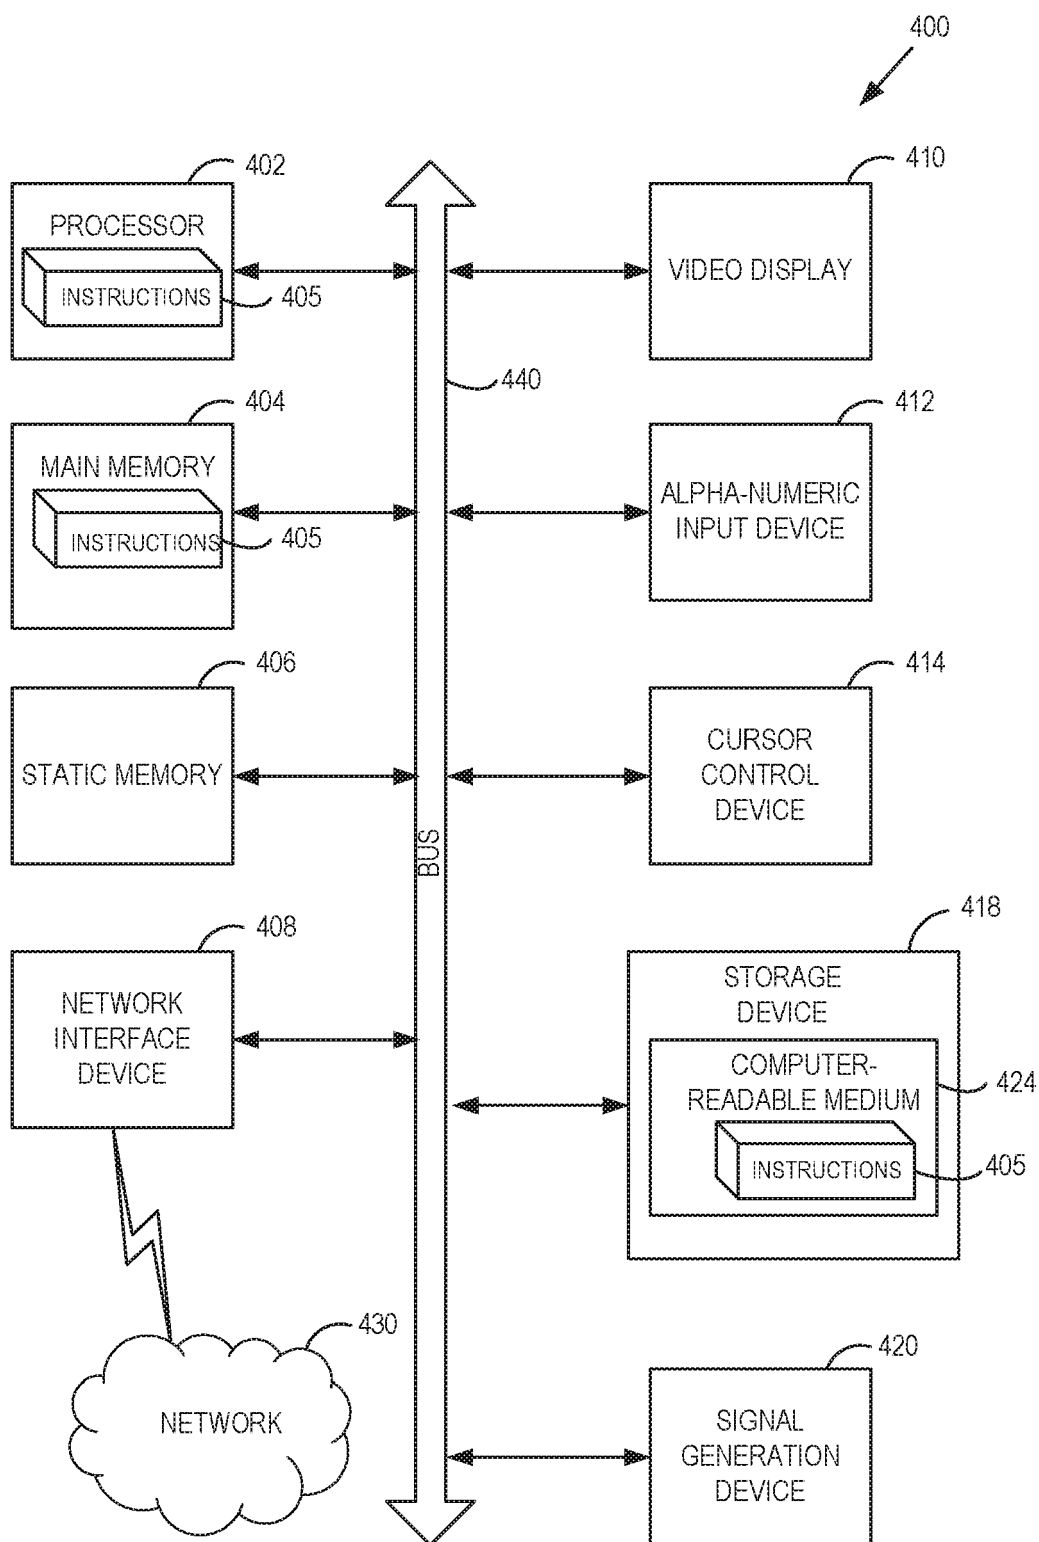 400
402
PROCESSOR
INSTRUCTIONS
405
410
VIDEO DISPLAY
440
404
MAIN MEMORY
INSTRUCTIONS
405
412
ALPHA-NUMERIC
INPUT DEVICE
406
STATIC MEMORY
414
CURSOR
CONTROL
DEVICE
BUS
408
NETWORK
INTERFACE
DEVICE
418
STORAGE
DEVICE
COMPUTER-
READABLE MEDIUM
424
INSTRUCTIONS
405
430
NETWORK
420
SIGNAL
GENERATION
DEVICE